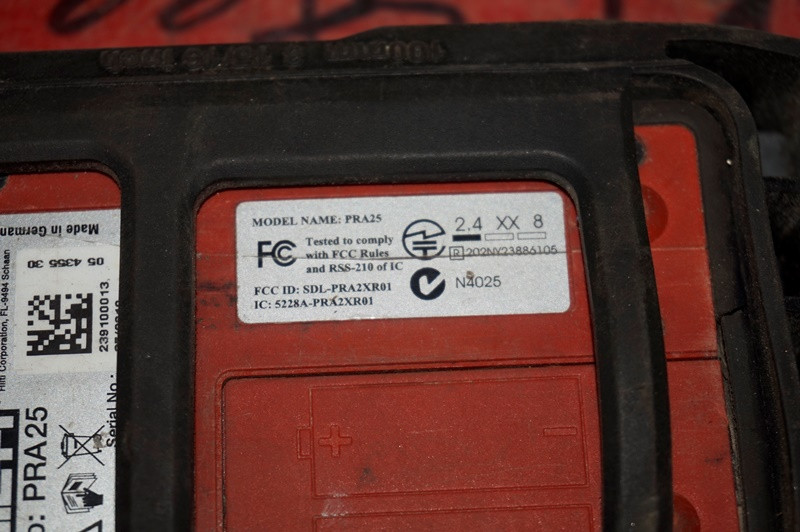 MODEL NAME: PRA25
FC
Tested to comply
with FCC Rules
and RSS-210 of IC
FCC ID: SDL-PRA2XR01
IC: 5228A-PRA2XR01
2.4 XX 8
R 202NY23886105
N4025
Made in German
Hilti Corporation, FL-9494 Schaan
05 4355 30
239100013
Serial No.
PRA25